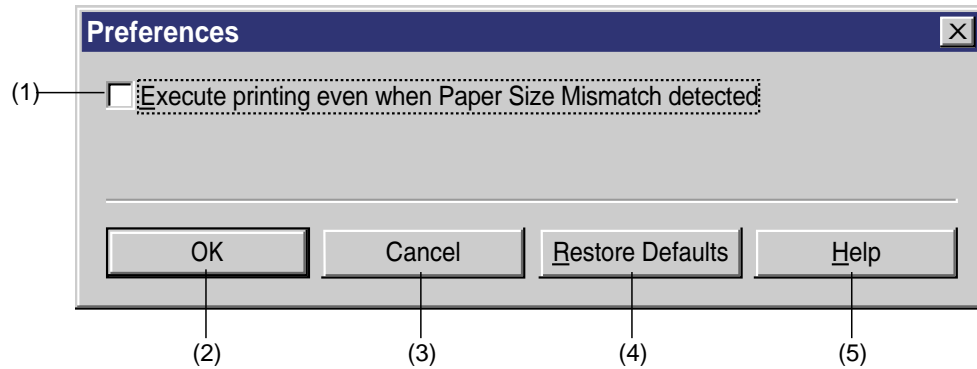 Preferences
(1)
Execute printing even when Paper Size Mismatch detected
OK Cancel Restore Defaults Help
(2) (3) (4) (5)